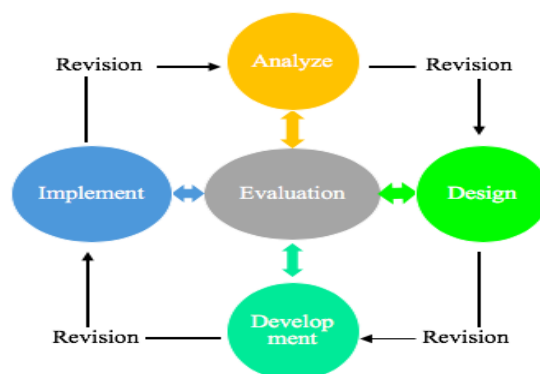 Analyze
Revision
Revision
Implement
Evaluation
Design
Develop
ment
Revision
Revision